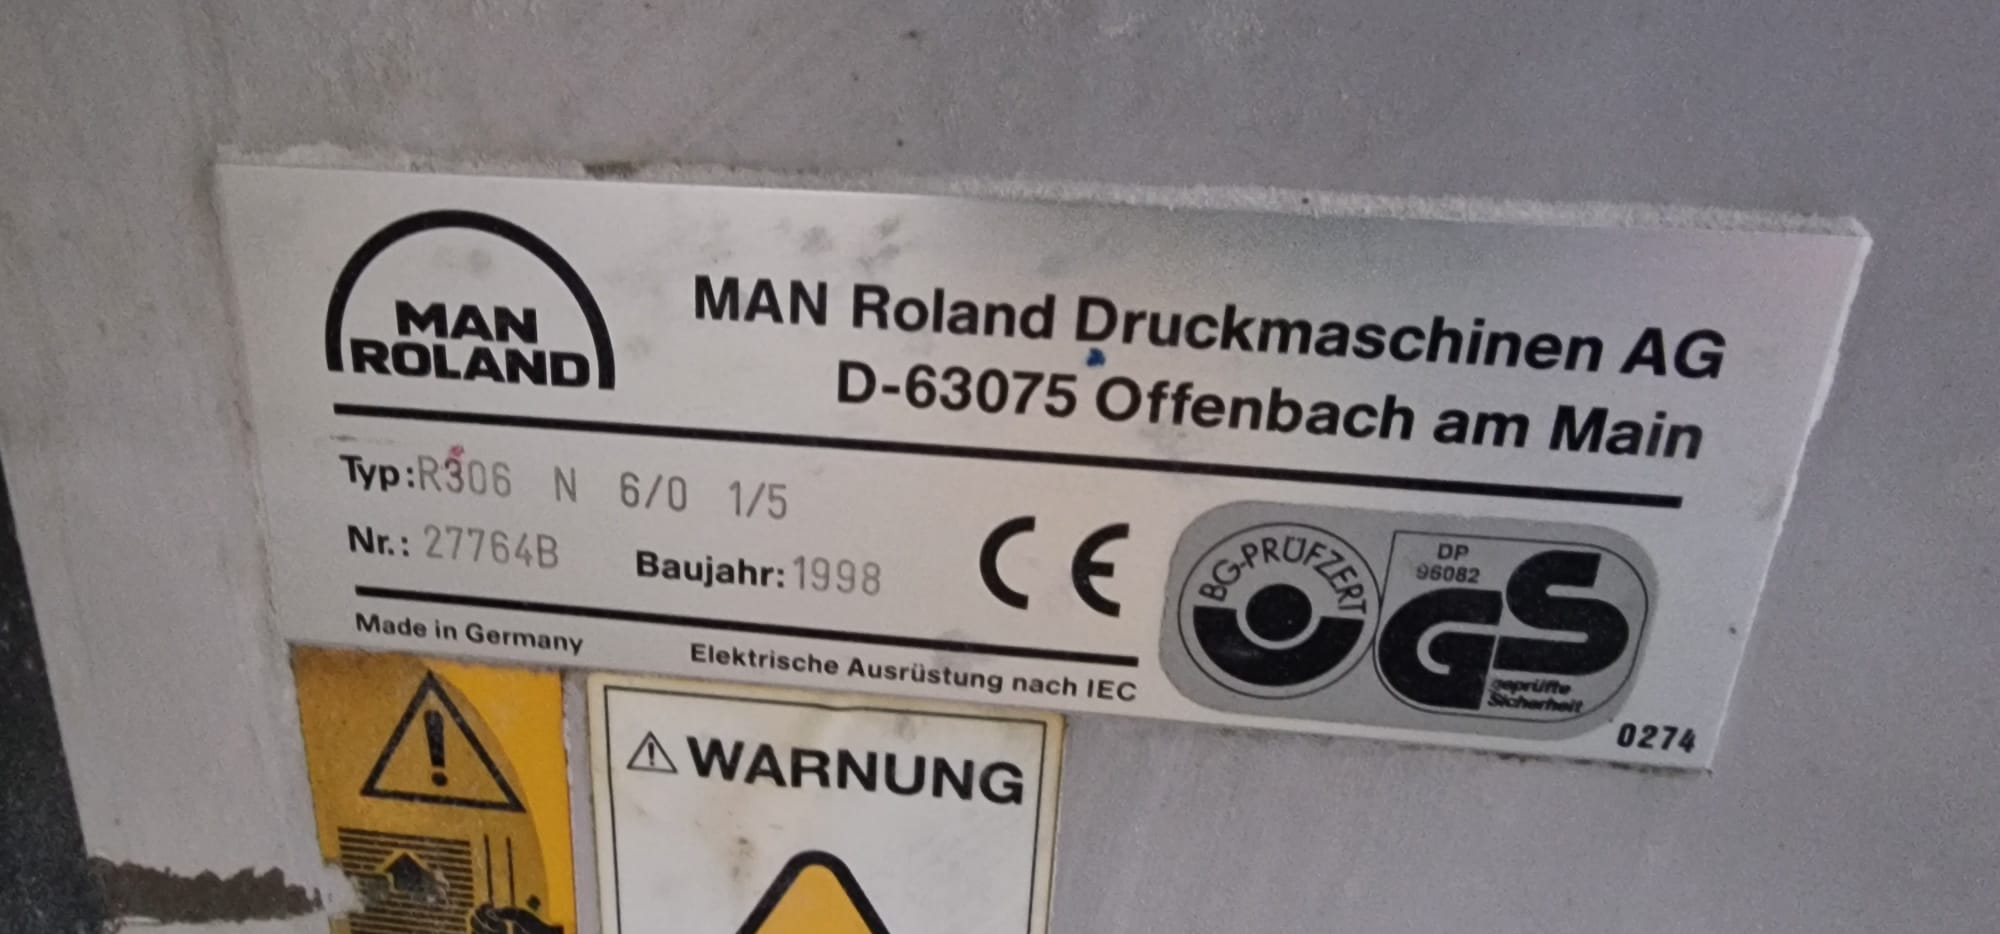 MAN
ROLAND
MAN Roland Druckmaschinen AG
D-63075 Offenbach am Main
Typ: R306 N 6/0 1/5
Nr.: 27764B Baujahr: 1998
CE
BG-PRÜFZERT
DP
96082
GS
geprüfte
Sicherheit
Made in Germany Elektrische Ausrüstung nach IEC
0274
WARNUNG